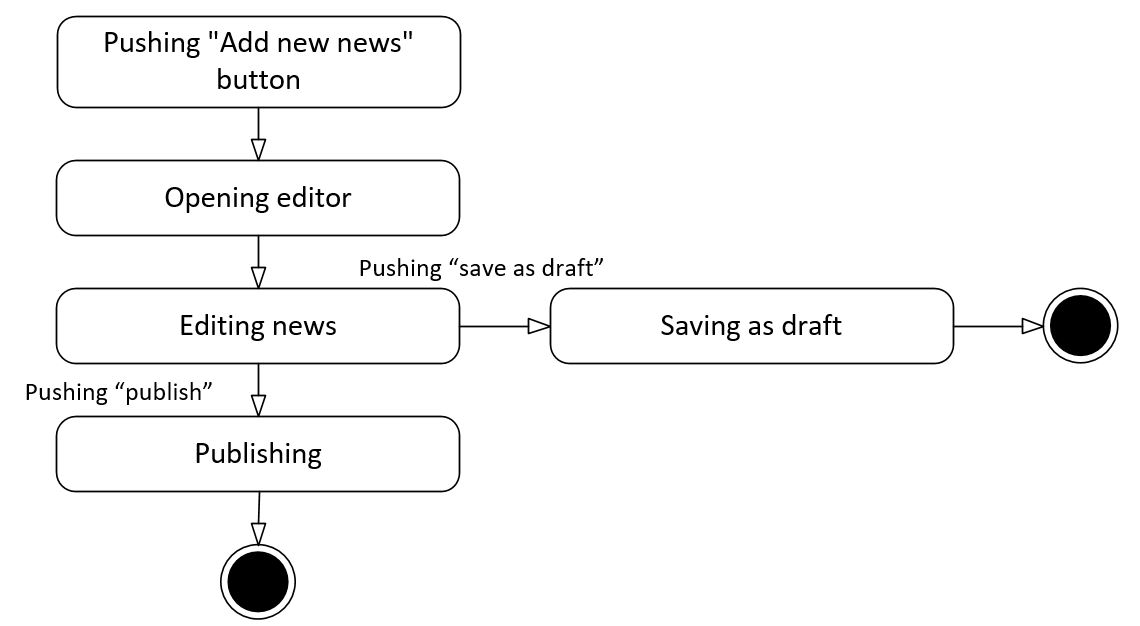 Pushing "Add new news"
button
Opening editor
Pushing “save as draft”
Editing news
Saving as draft
Pushing “publish”
Publishing